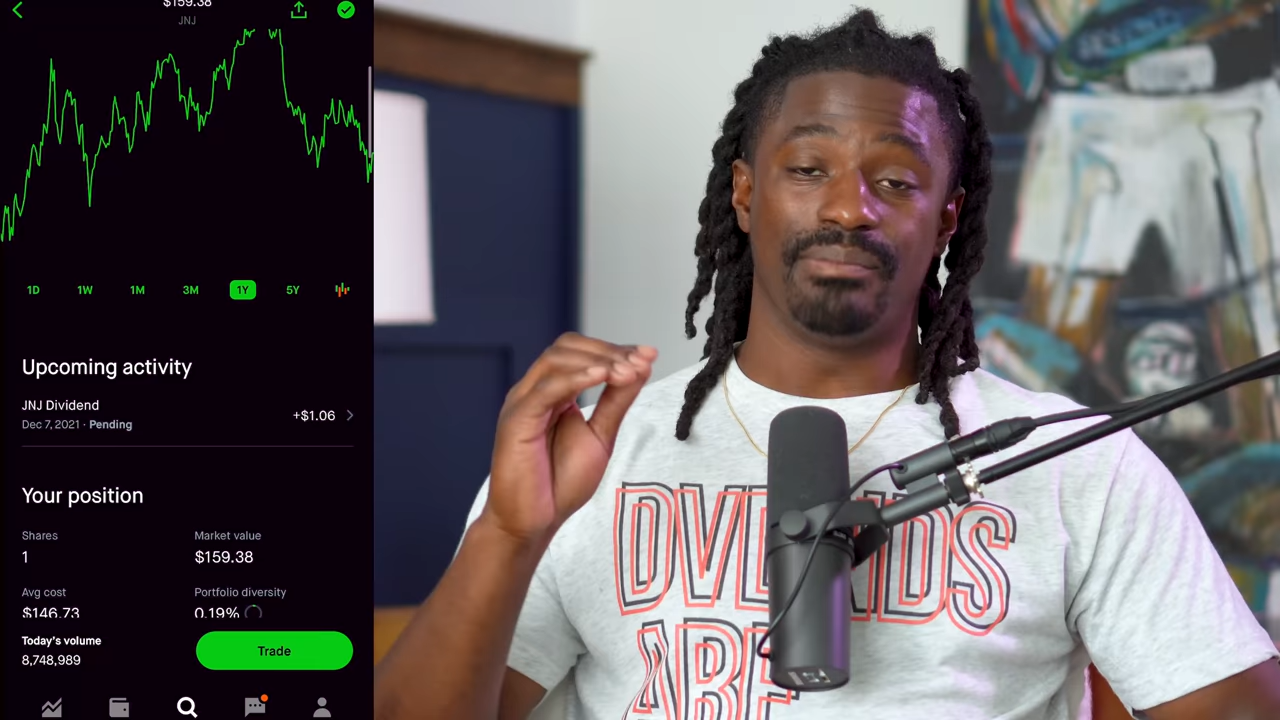 $159.38
JNJ
1D 1W 1M 3M 1Y 5Y
Upcoming activity
JNJ Dividend
+$1.06
Dec 7, 2021 · Pending
Your position
Shares Market value
1 $159.38
Avg cost Portfolio diversity
$146.73 0.19%
Today's volume
8,748,989
Trade
ARE